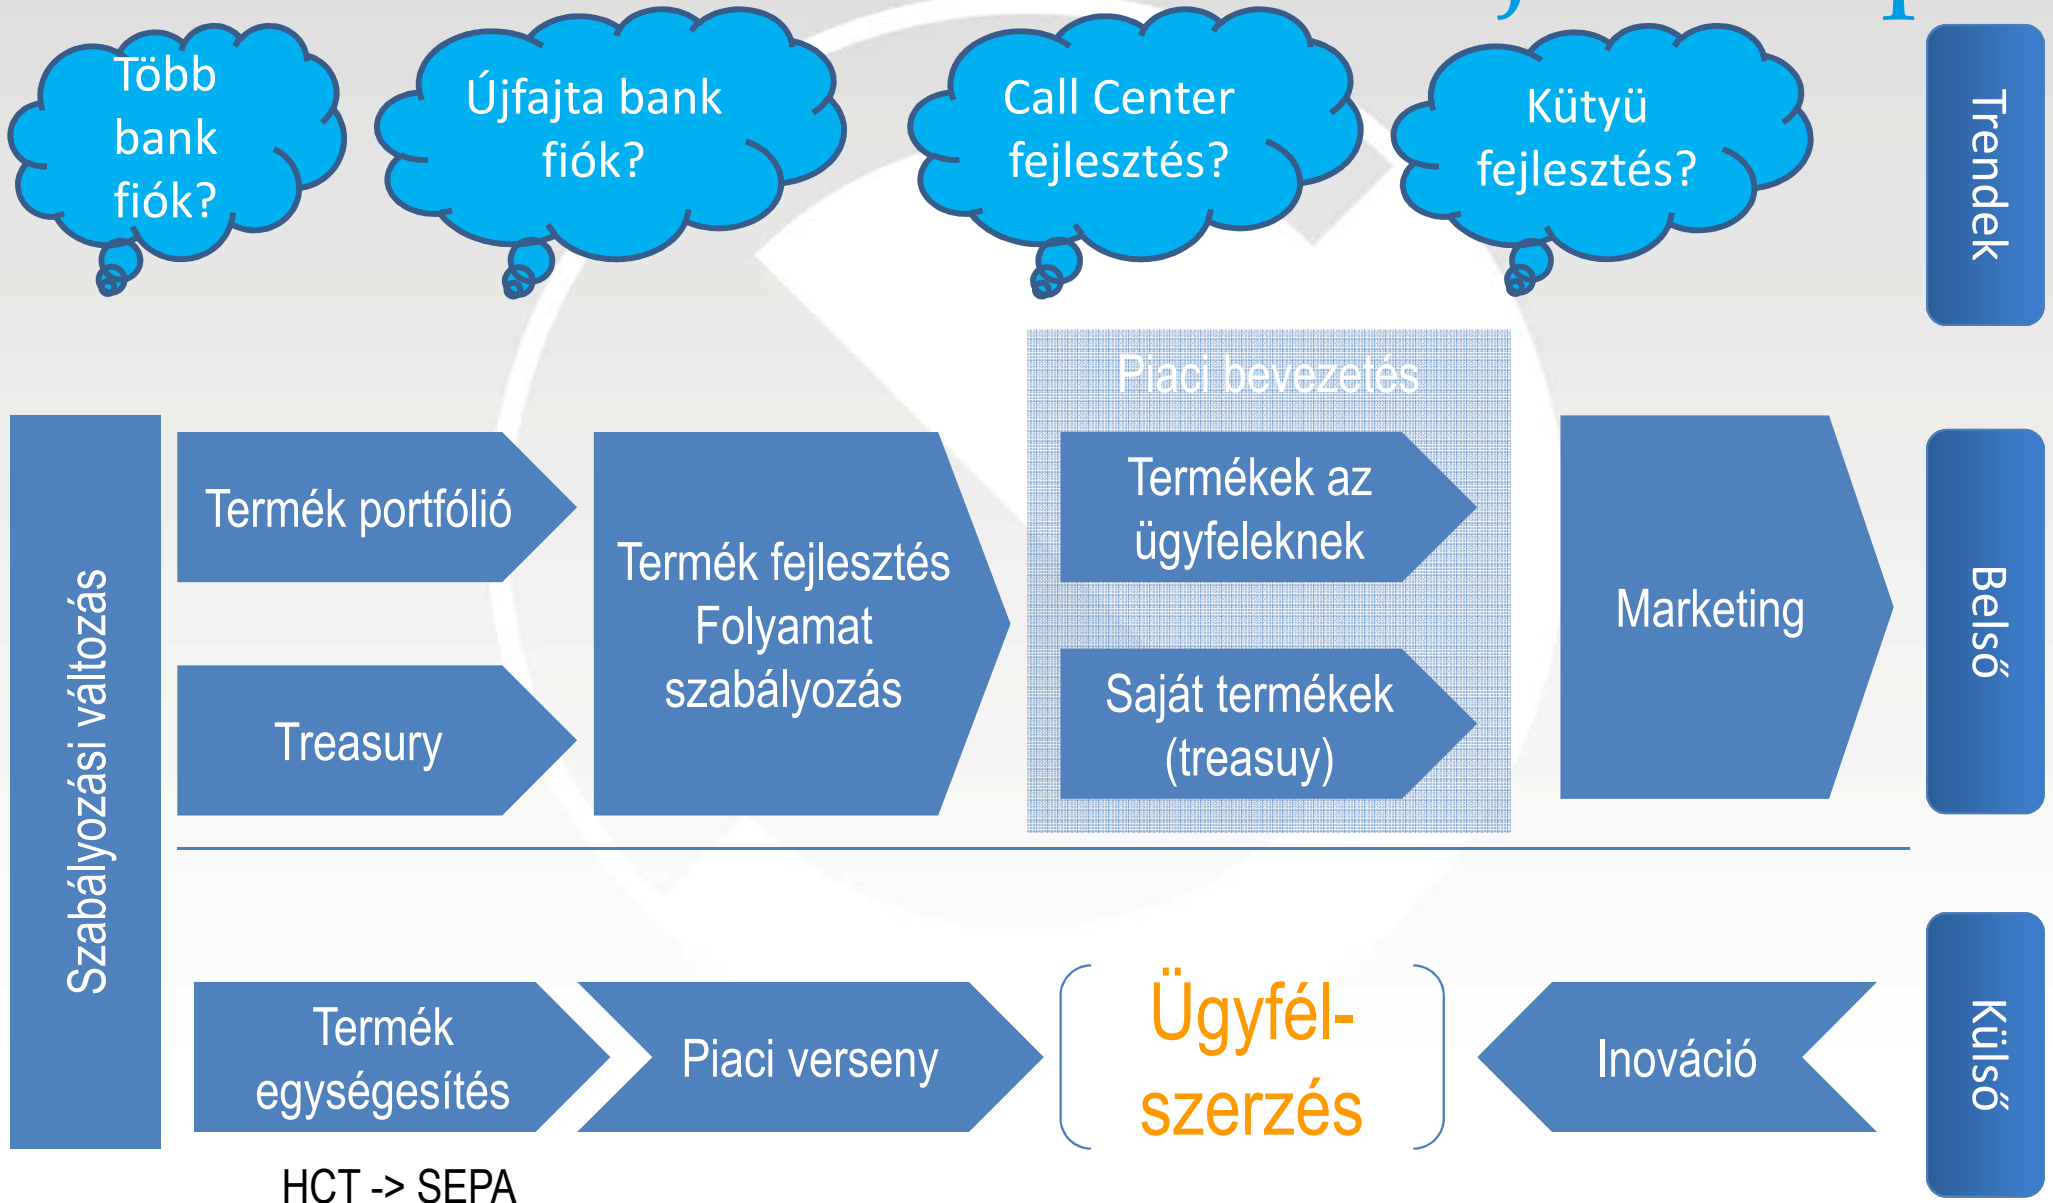 Több
bank
fiók?
Újfajta bank
fiók?
Call Center
fejlesztés?
Kütyü
fejlesztés?
Trendek
Piaci bevezetés
Szabályozási változás
Termék portfólió
Treasury
Termék fejlesztés
Folyamat
szabályozás
Termékek az
ügyfeleknek
Saját termékek
(treasuy)
Marketing
Belső
Termék
egységesítés
Piaci verseny
Ügyfél-
szerzés
Inováció
Külső
HCT -> SEPA